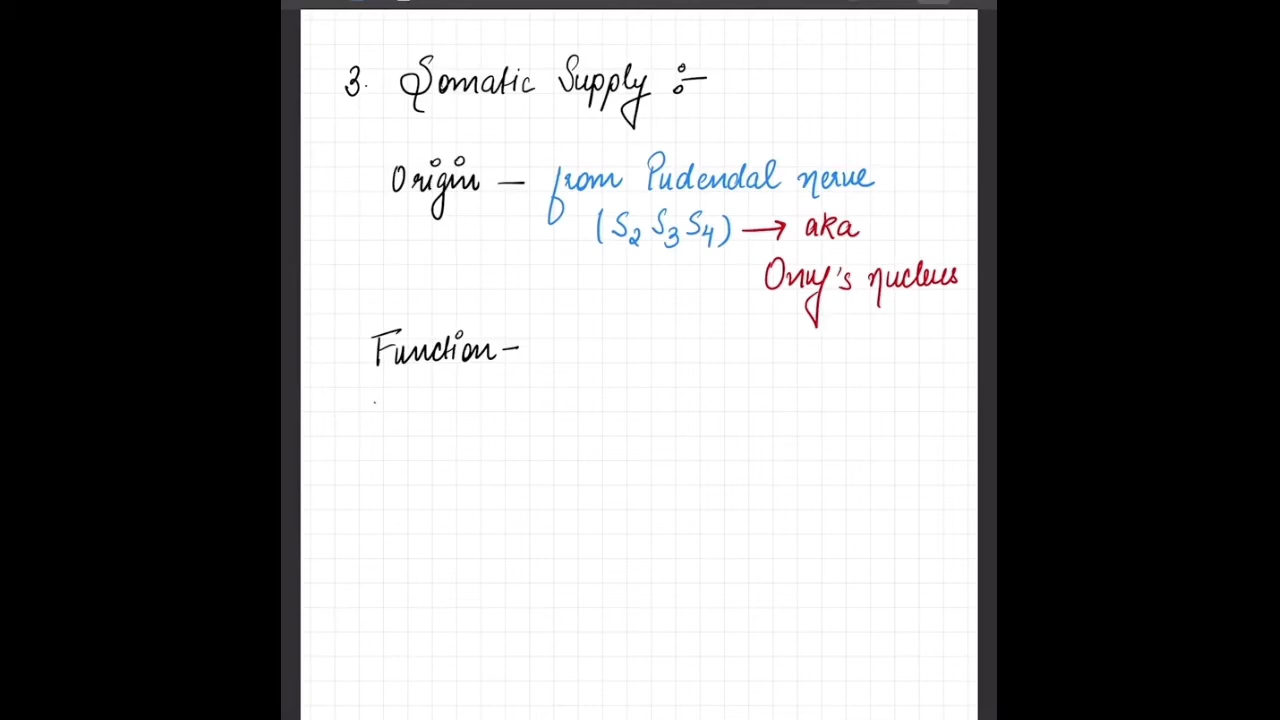 3. Somatic Supply :-
Origin - from Pudendal nerve
(S2 S3 S4) → aka
Onuf's nucleus
Function -